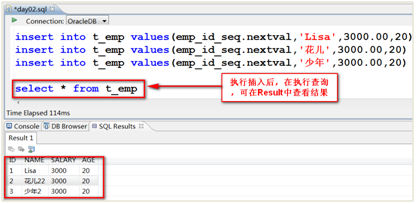 *day02.sql
Connection: OracleDB
insert into t_emp values(emp_id_seq.nextval,'Lisa',3000.00,20)
insert into t_emp values(emp_id_seq.nextval,'花儿',3000.00,20)
insert into t_emp values(emp_id_seq.nextval,'少年',3000.00,20)
select * from t_emp
执行插入后，在执行查询
，可在Result中查看结果
Time Elapsed 114ms
Console DB Browser SQL Results
Result 1
ID NAME SALARY AGE
1 Lisa 3000 20
2 花儿22 3000 20
3 少年2 3000 20